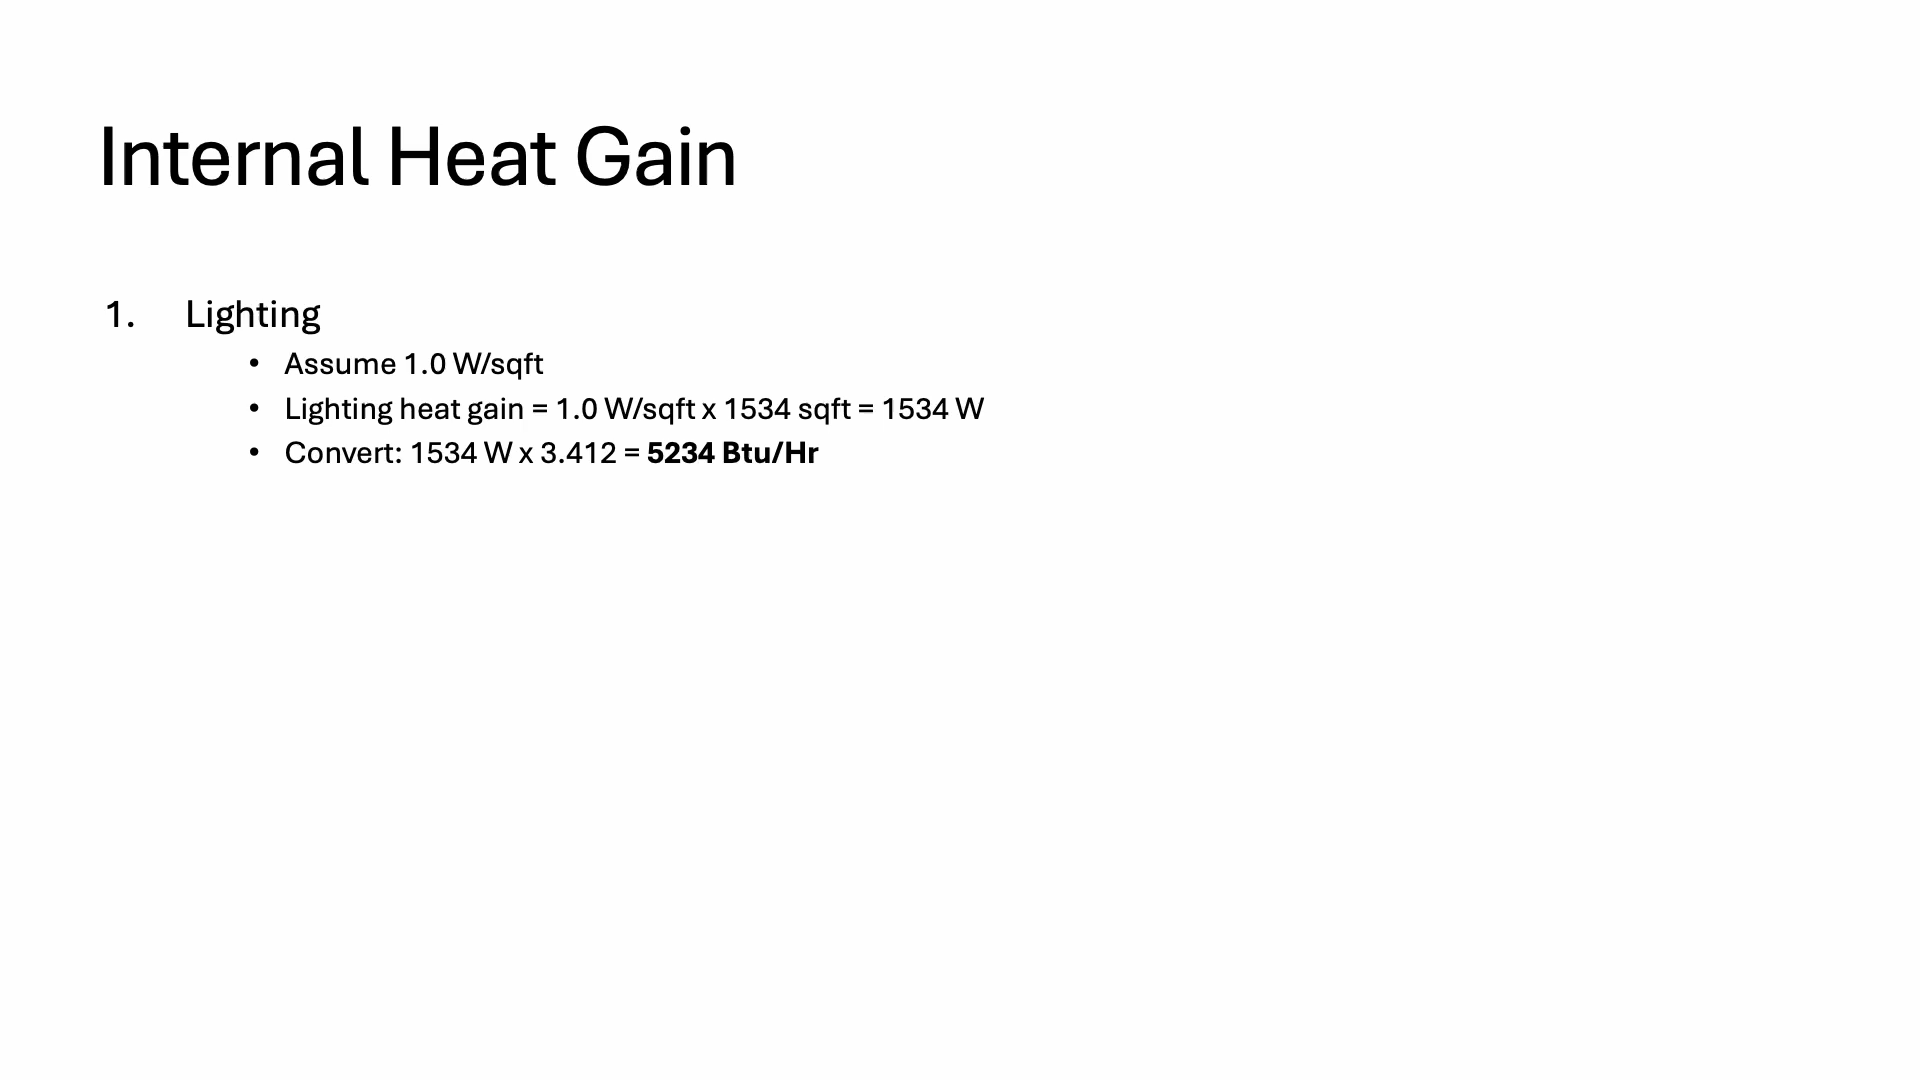 Internal Heat Gain
1. Lighting
• Assume 1.0 W/sqft
• Lighting heat gain = 1.0 W/sqft x 1534 sqft = 1534 W
• Convert: 1534 W x 3.412 = 5234 Btu/Hr